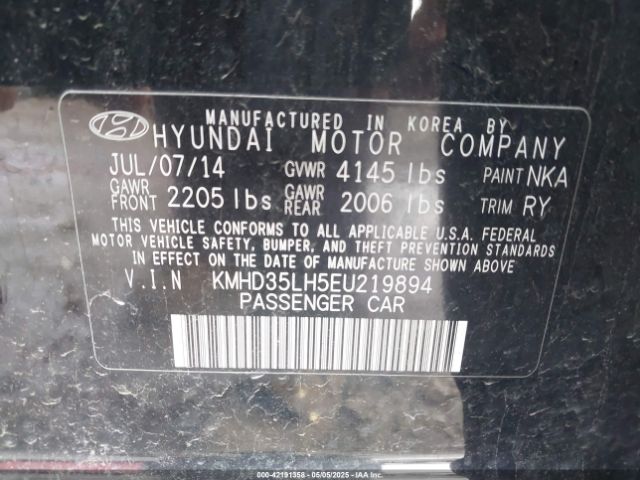 MANUFACTURED IN KOREA BY
HYUNDAI MOTOR COMPANY
JUL/07/14 GVWR 4145 lbs PAINT NKA
GAWR FRONT 2205 lbs GAWR REAR 2006 lbs TRIM RY
THIS VEHICLE CONFORMS TO ALL APPLICABLE U.S.A. FEDERAL
MOTOR VEHICLE SAFETY, BUMPER, AND THEFT PREVENTION STANDARDS
IN EFFECT ON THE DATE OF MANUFACTURE SHOWN ABOVE
V.I.N KMHD35LH5EU219894
PASSENGER CAR
000-42191358 - 05/05/2025 - IAAI.COM